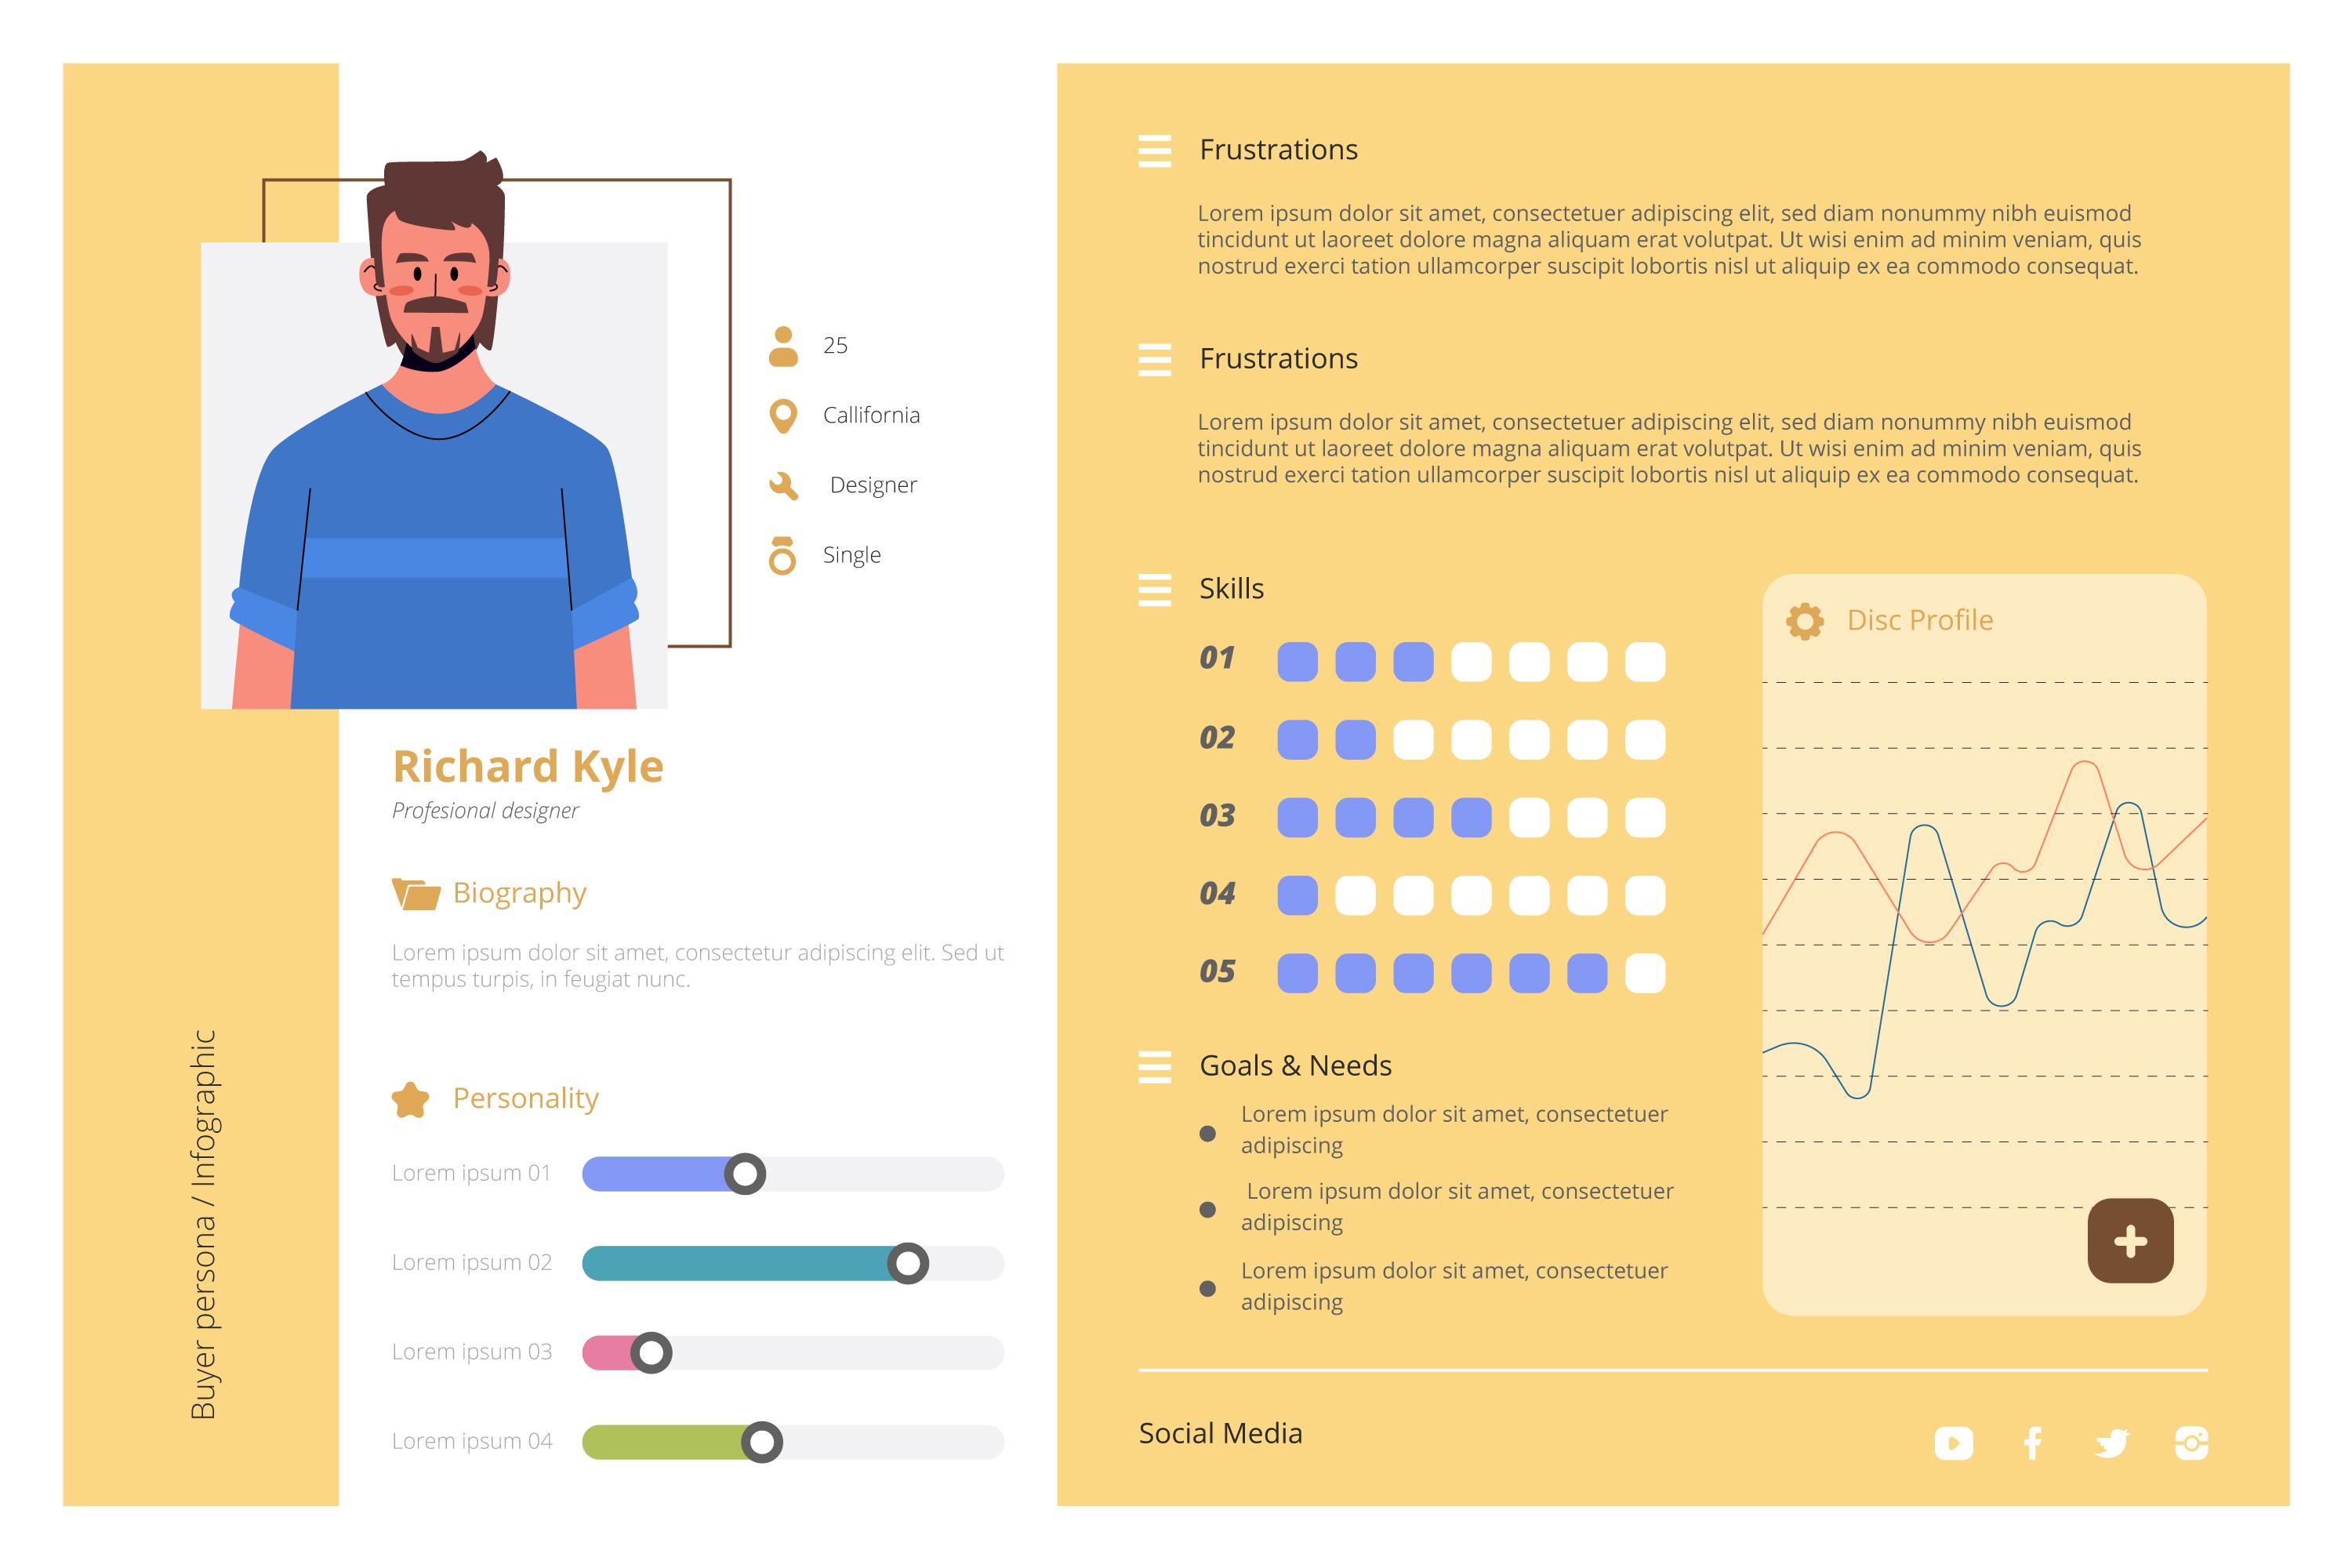 25
Callifornia
Designer
Single
Richard Kyle
Profesional designer
Biography
Lorem ipsum dolor sit amet, consectetur adipiscing elit. Sed ut
tempus turpis, in feugiat nunc.
Personality
Lorem ipsum 01
Lorem ipsum 02
Lorem ipsum 03
Lorem ipsum 04
Buyer persona / Infographic
Frustrations
Lorem ipsum dolor sit amet, consectetuer adipiscing elit, sed diam nonummy nibh euismod
tincidunt ut laoreet dolore magna aliquam erat volutpat. Ut wisi enim ad minim veniam, quis
nostrud exerci tation ullamcorper suscipit lobortis nisl ut aliquip ex ea commodo consequat.
Frustrations
Lorem ipsum dolor sit amet, consectetuer adipiscing elit, sed diam nonummy nibh euismod
tincidunt ut laoreet dolore magna aliquam erat volutpat. Ut wisi enim ad minim veniam, quis
nostrud exerci tation ullamcorper suscipit lobortis nisl ut aliquip ex ea commodo consequat.
Skills
01
02
03
04
05
Disc Profile
Goals & Needs
Lorem ipsum dolor sit amet, consectetuer
adipiscing
Lorem ipsum dolor sit amet, consectetuer
adipiscing
Lorem ipsum dolor sit amet, consectetuer
adipiscing
Social Media